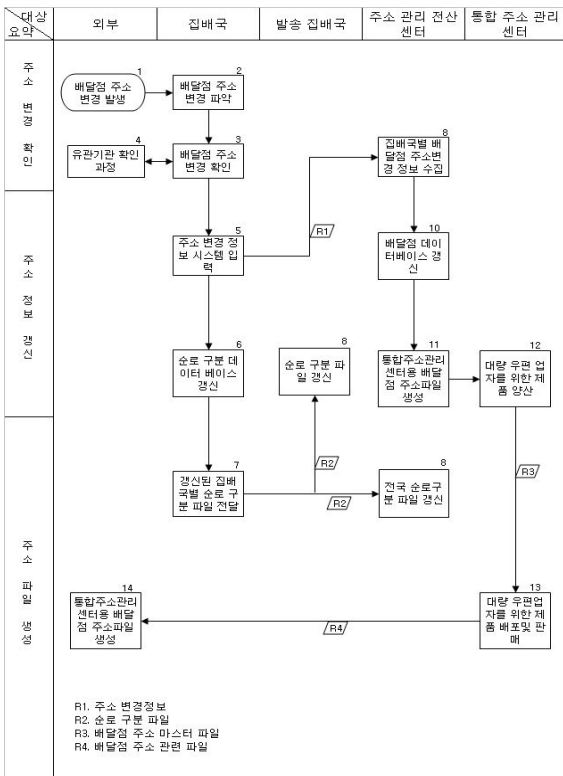 대상
요약
외부
집배국
발송 집배국
주소 관리 전산
센터
통합 주소 관리
센터
주
소
변
경
확
인
1
배달점 주소
변경 발생
2
배달점 주소
변경 파악
4
유관기관 확인
과정
3
배달점 주소
변경 확인
8
집배국별 배
달점 주소변
경 정보 수집
주
소
정
보
갱
신
R1
5
주소 변경 정
보 시스템 입
력
10
배달점 데이
터베이스 갱
신
6
순로 구분 데
이터 베이스
갱신
8
순로 구분 파
일 갱신
11
통합주소관리
센터용 배달
점 주소파일
생성
12
대량 우편 업
자를 위한 제
품 양산
주
소
파
일
생
성
R2
R3
7
갱신된 집배
국별 순로 구
분 파일 전달
R2
8
전국 순로구
분 파일 갱신
14
통합주소관리
센터용 배달
점 주소파일
생성
R4
13
대량 우편업
자를 위한 제
품 배포및 판
매
R1. 주소 변경정보
R2. 순로 구분 파일
R3. 배달점 주소 마스터 파일
R4. 배달점 주소 관련 파일